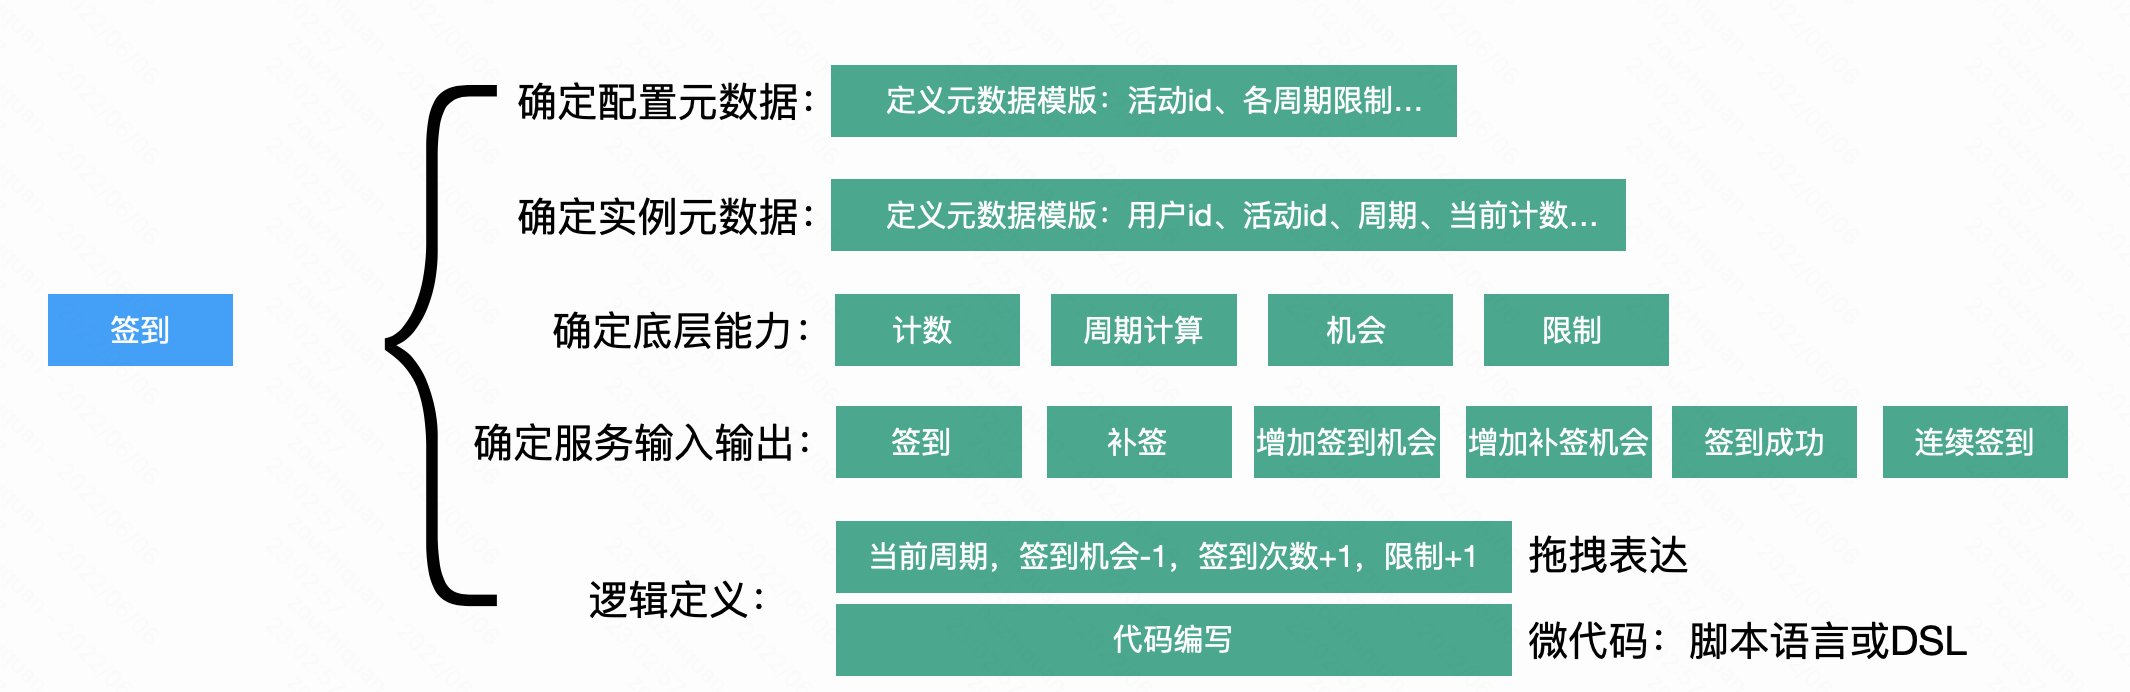 确定配置元数据： 定义元数据模版：活动id、各周期限制...
确定实例元数据： 定义元数据模版：用户id、活动id、周期、当前计数...
签到
确定底层能力： 计数 周期计算 机会 限制
确定服务输入输出： 签到 补签 增加签到机会 增加补签机会 签到成功 连续签到
当前周期，签到机会-1，签到次数+1，限制+1 拖拽表达
逻辑定义：
代码编写 微代码：脚本语言或DSL